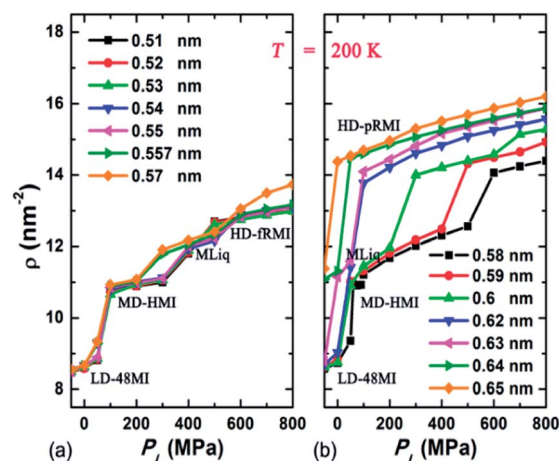 T = 200 K
ρ (nm⁻²)
18
16
14
12
10
8
0.51 nm
0.52 nm
0.53 nm
0.54 nm
0.55 nm
0.557 nm
0.57 nm
HD-fRMI
MLiq
MD-HMI
LD-48MI
0 200 400 600 800
(a) P_l (MPa)
HD-pRMI
MLiq
MD-HMI
LD-48MI
0.58 nm
0.59 nm
0.6 nm
0.62 nm
0.63 nm
0.64 nm
0.65 nm
0 200 400 600 800
(b) P_l (MPa)